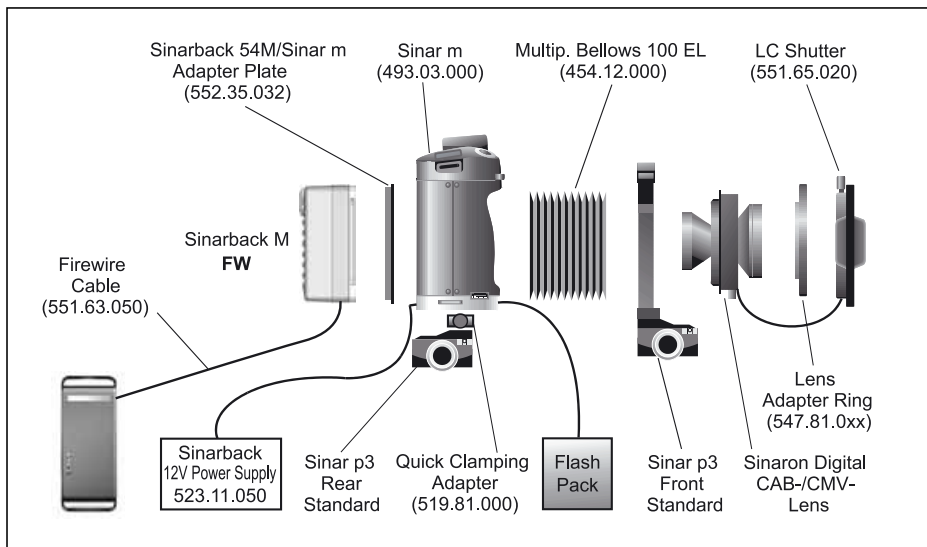 Sinarback 54M/Sinar m
Adapter Plate
(552.35.032)
Sinar m
(493.03.000)
Multip. Bellows 100 EL
(454.12.000)
LC Shutter
(551.65.020)
Sinarback M
FW
Firewire
Cable
(551.63.050)
Sinarback
12V Power Supply
523.11.050
Sinar p3
Rear
Standard
Quick Clamping
Adapter
(519.81.000)
Flash
Pack
Sinar p3
Front
Standard
Lens
Adapter Ring
(547.81.0xx)
Sinaron Digital
CAB-/CMV-
Lens